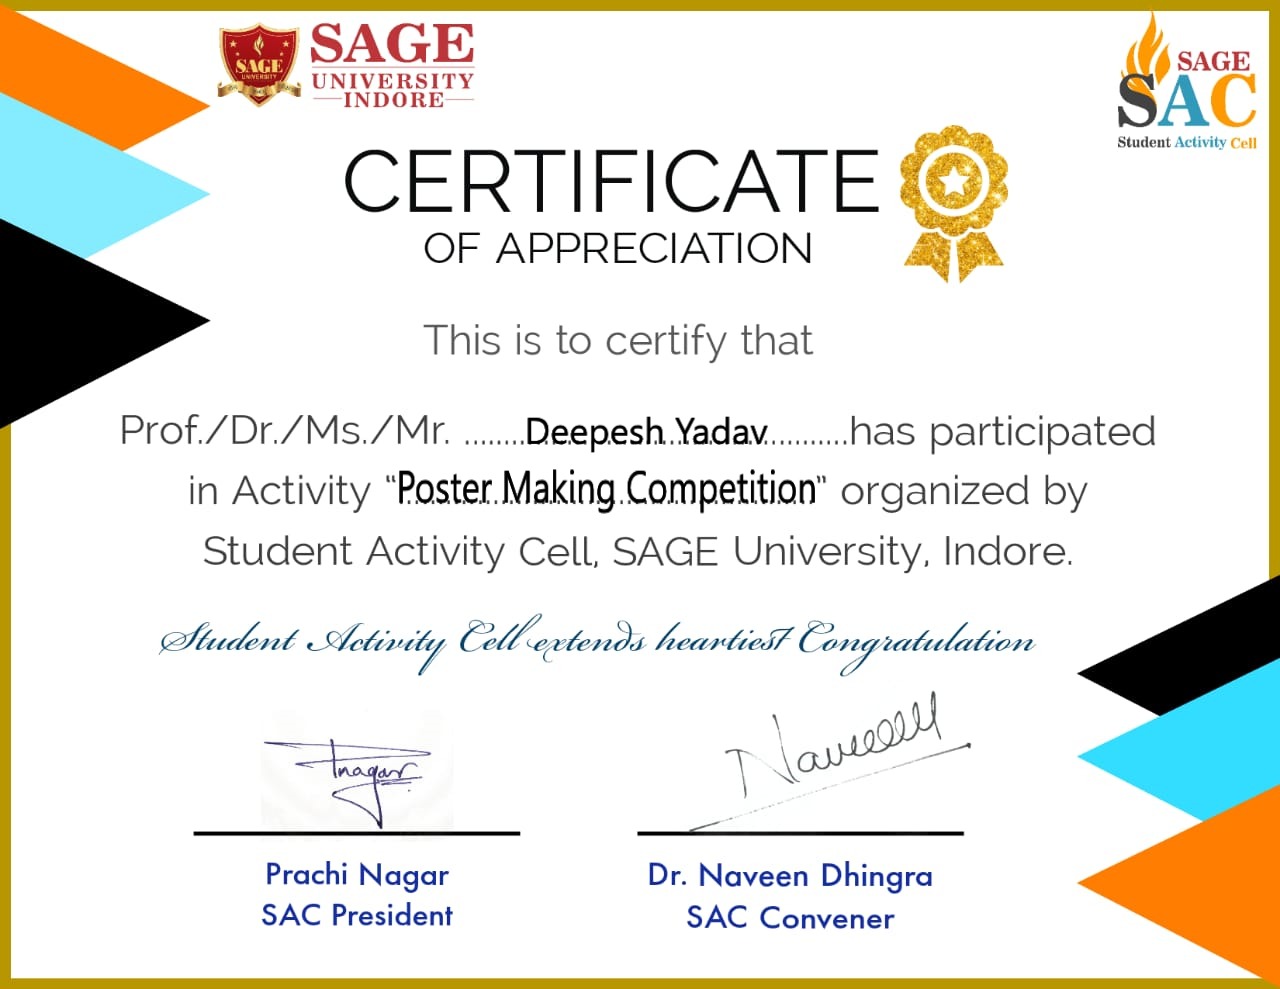 SAGE
UNIVERSITY
SAGE
UNIVERSITY
INDORE
SAGE
SAC
Student Activity Cell
CERTIFICATE
OF APPRECIATION
This is to certify that
Prof./Dr./Ms./Mr. ........Deepesh Yadav...........has participated
in Activity “Poster Making Competition” organized by
Student Activity Cell, SAGE University, Indore.
Student Activity Cell extends heartiest Congratulation
Pnagar
Naveen
Prachi Nagar
SAC President
Dr. Naveen Dhingra
SAC Convener